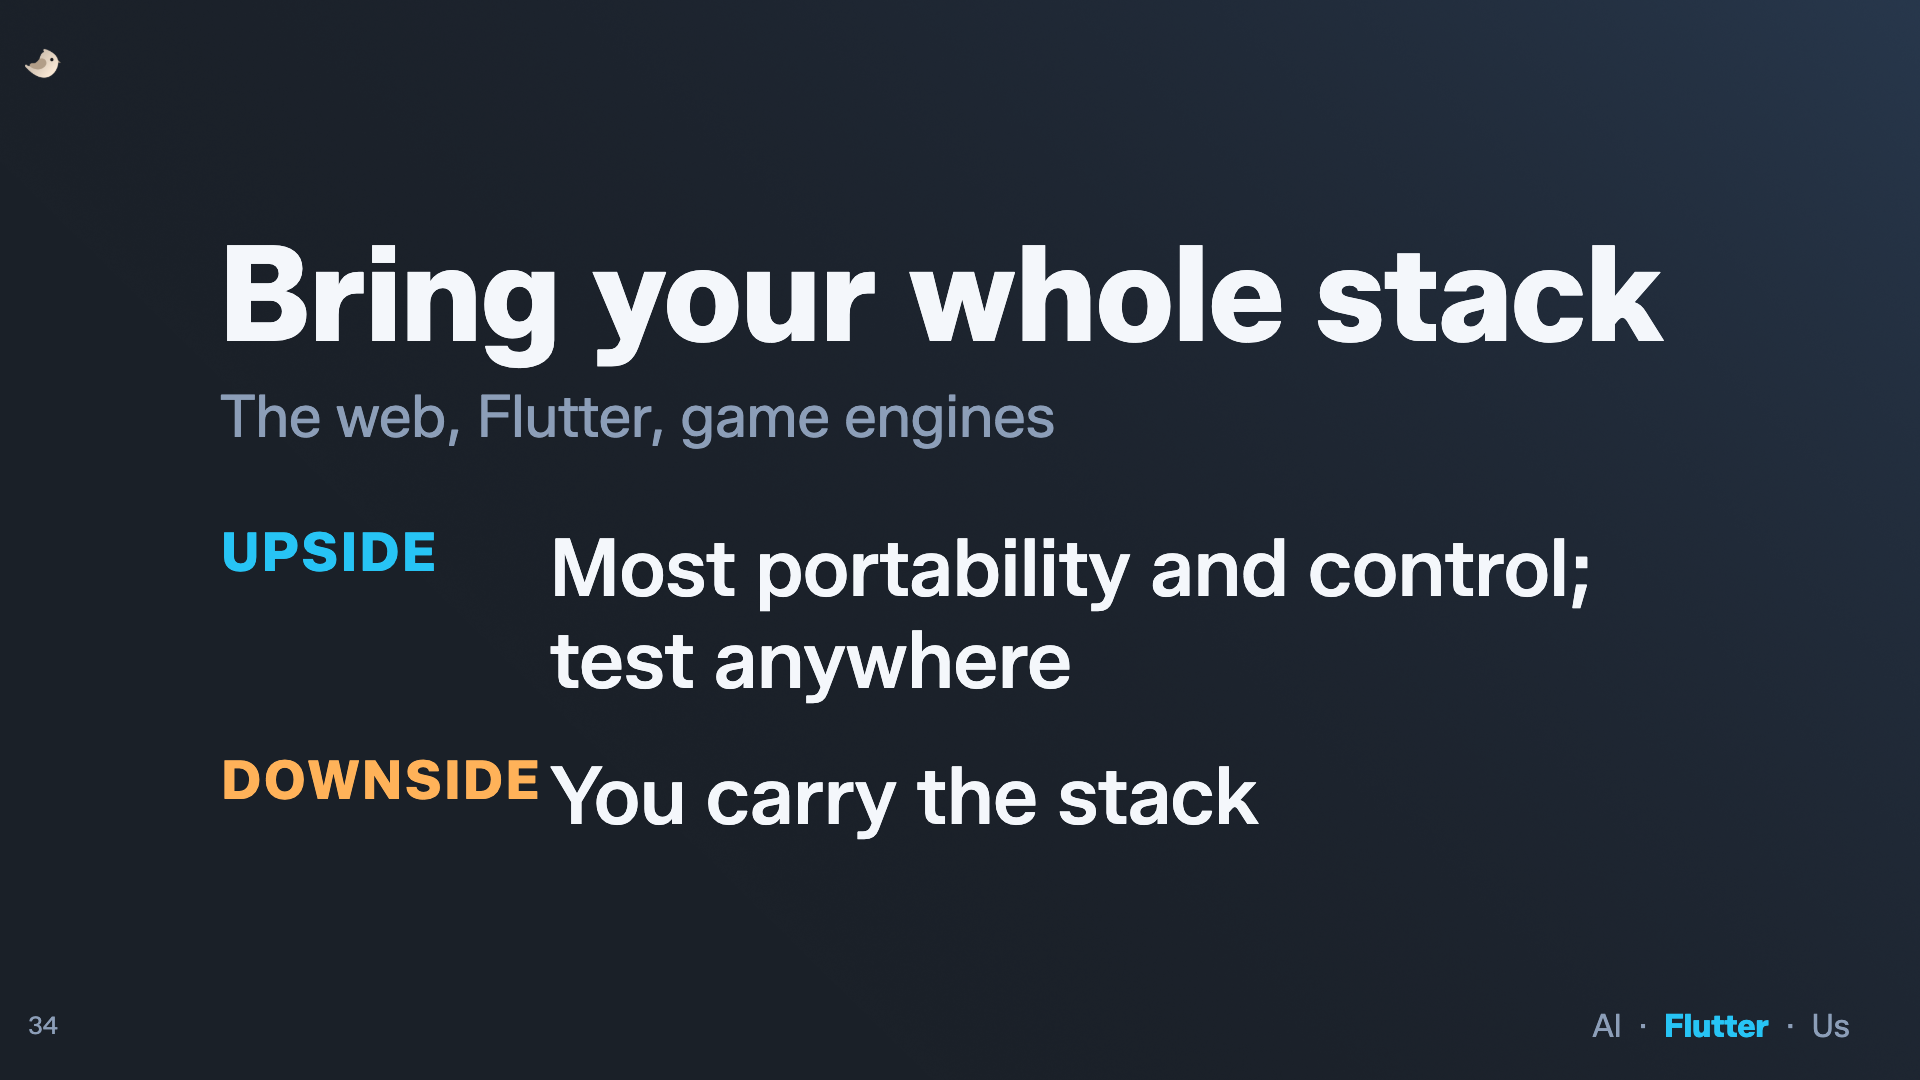 Bring your whole stack
The web, Flutter, game engines
UPSIDE Most portability and control;
test anywhere
DOWNSIDE You carry the stack
34
AI · Flutter · Us